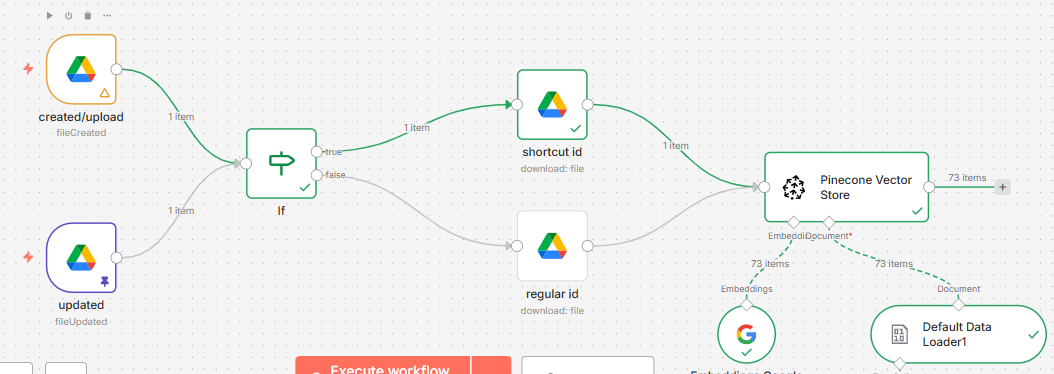 created/upload
fileCreated
1 item
If
true
false
1 item
shortcut id
download: file
1 item
Pinecone Vector
Store
73 items
+
Document*
1 item
updated
fileUpdated
regular id
download: file
73 items
73 items
Embeddings
Document
Default Data
Loader1
Execute workflow